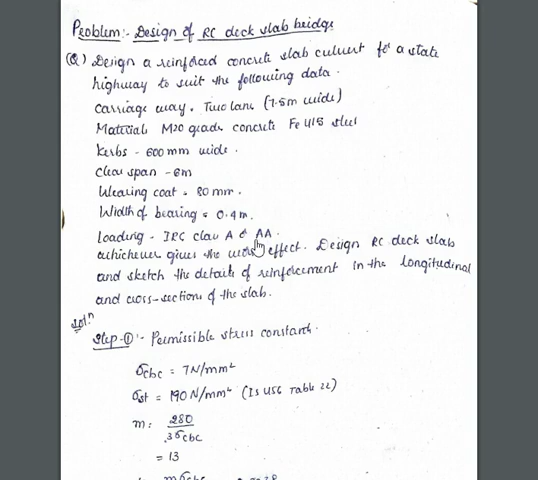 Problem:- Design of RC deck slab bridge
(Q) Design a reinforced concrete slab culvert for a state
highway to suit the following data.
Carriage way. Two lane (7.5m wide)
Material M20 grade concrete Fe 415 steel
kerbs - 600 mm wide.
Clear span - 6m
Wearing coat = 80 mm.
Width of bearing = 0.4m.
Loading - IRC class A & AA.
whichever gives the worst effect. Design RC deck slab
and sketch the details of reinforcement in the longitudinal
and cross-section of the slab.
Soln
Step-①:- Permissible stress constant.
σcbc = 7N/mm²
σst = 190 N/mm² (IS 456 Table 22)
m = 280
3σcbc
= 13
mσcbc